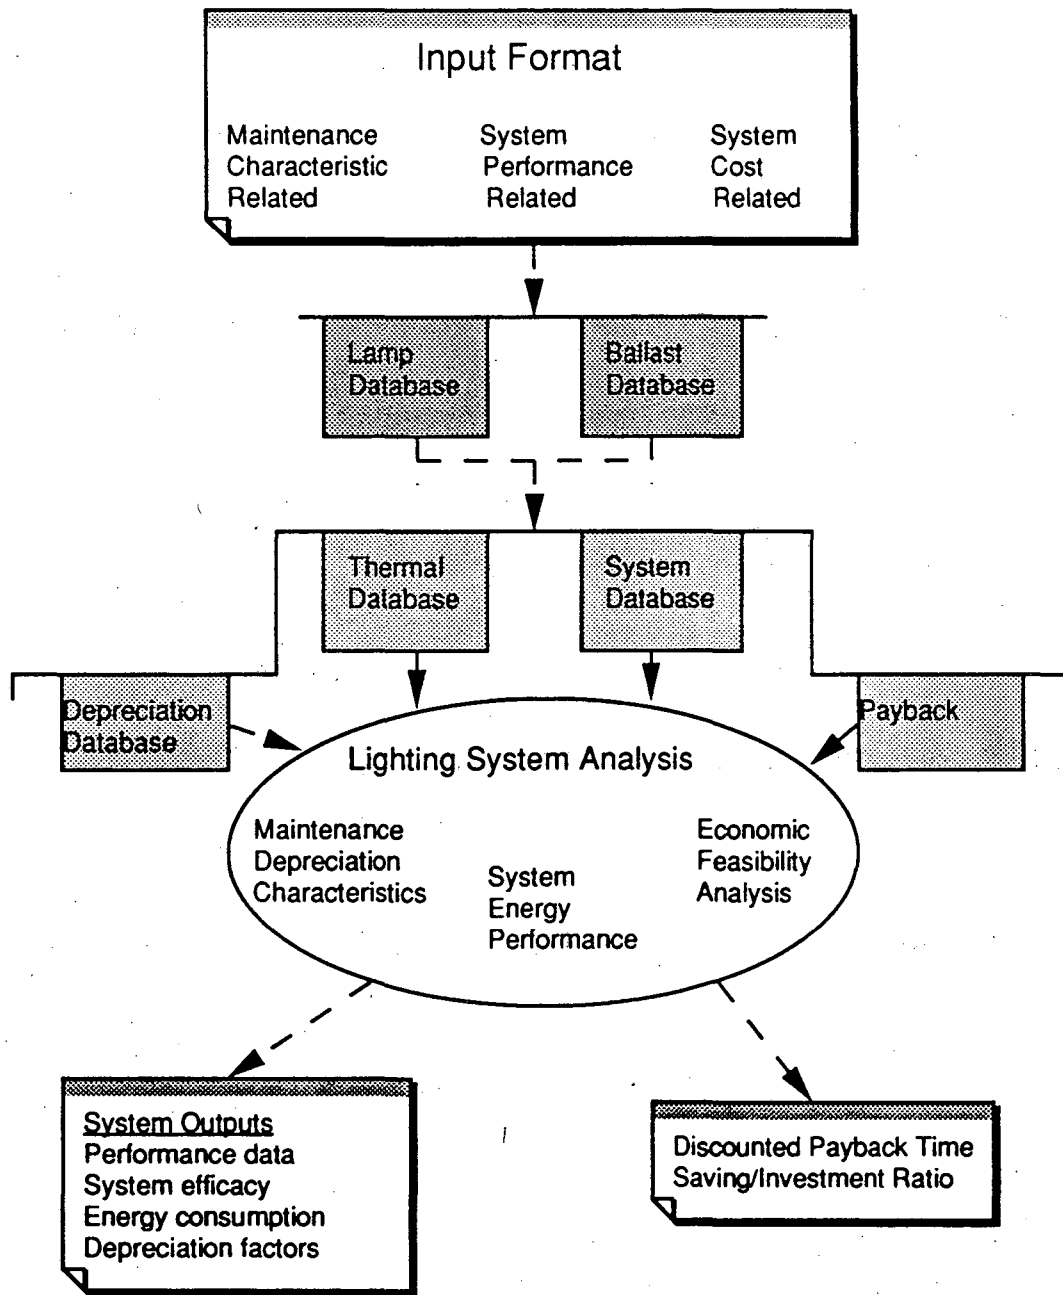 Input Format
Maintenance
Characteristic
Related
System
Performance
Related
System
Cost
Related
Lamp
Database
Ballast
Database
Thermal
Database
System
Database
Depreciation
Database
Payback
Lighting System Analysis
Maintenance
Depreciation
Characteristics
System
Energy
Performance
Economic
Feasibility
Analysis
System Outputs
Performance data
System efficacy
Energy consumption
Depreciation factors
Discounted Payback Time
Saving/Investment Ratio